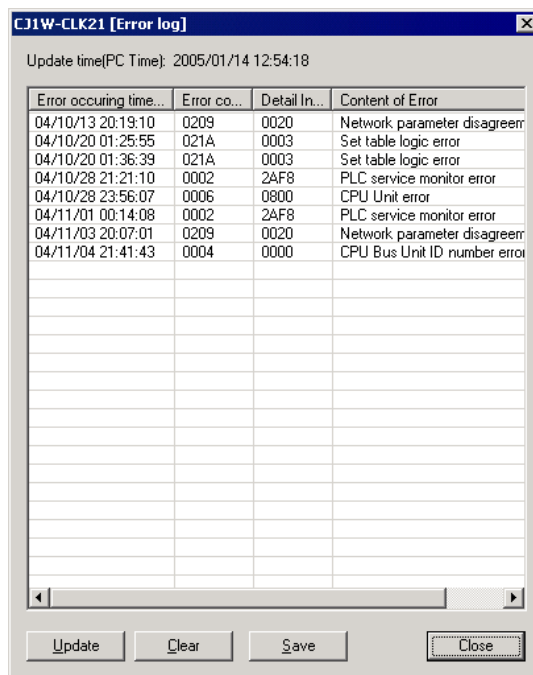 CJ1W-CLK21 [Error log]
Update time(PC Time): 2005/01/14 12:54:18
Error occuring time... Error co... Detail In... Content of Error
04/10/13 20:19:10 0209 0020 Network parameter disagreem
04/10/20 01:25:55 021A 0003 Set table logic error
04/10/20 01:36:39 021A 0003 Set table logic error
04/10/28 21:21:10 0002 2AF8 PLC service monitor error
04/10/28 23:56:07 0006 0800 CPU Unit error
04/11/01 00:14:08 0002 2AF8 PLC service monitor error
04/11/03 20:07:01 0209 0020 Network parameter disagreem
04/11/04 21:41:43 0004 0000 CPU Bus Unit ID number error
Update Clear Save Close